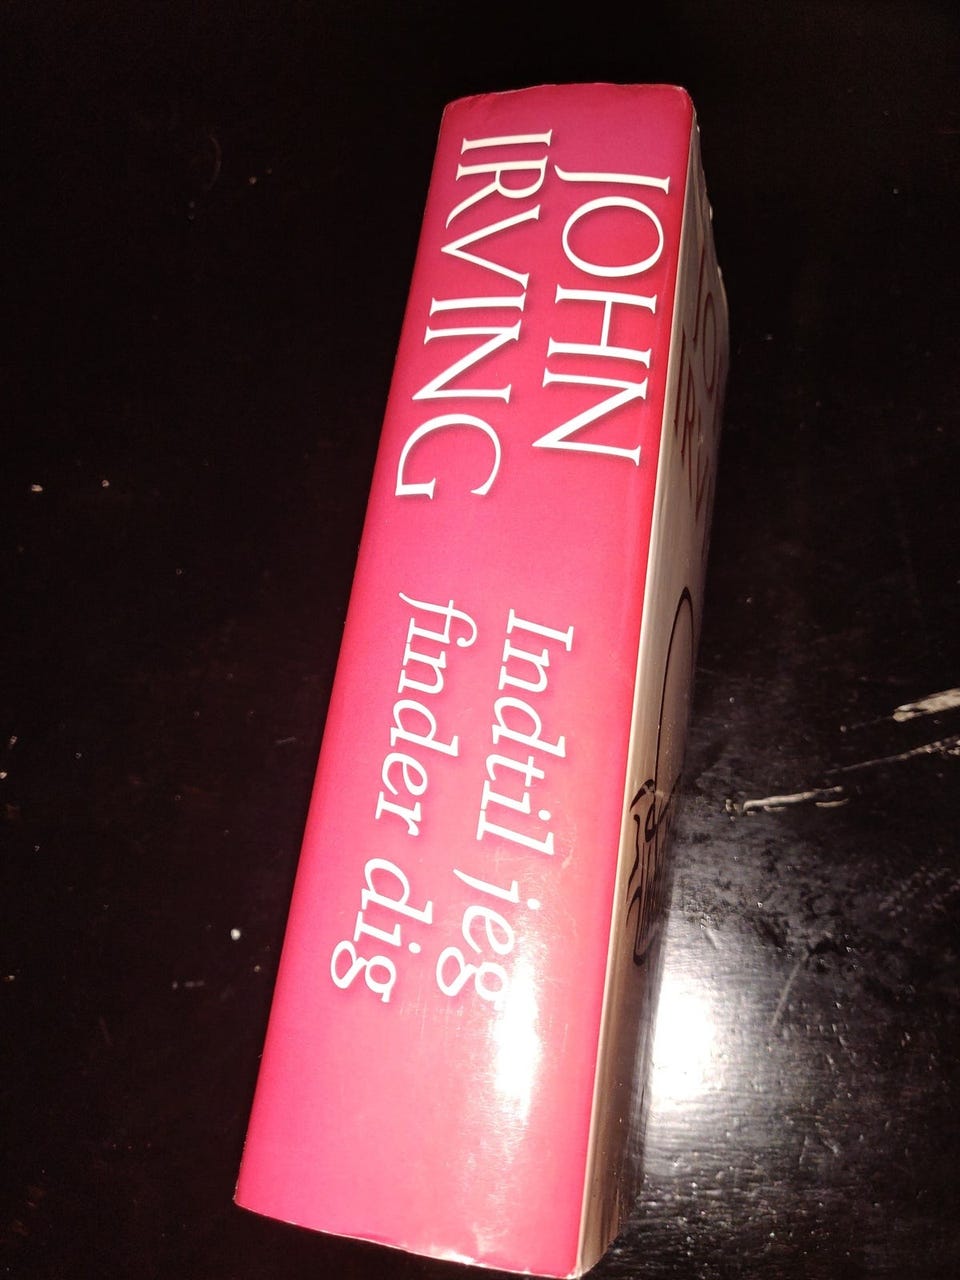 JOHN
IRVING
Indtil jeg
finder dig